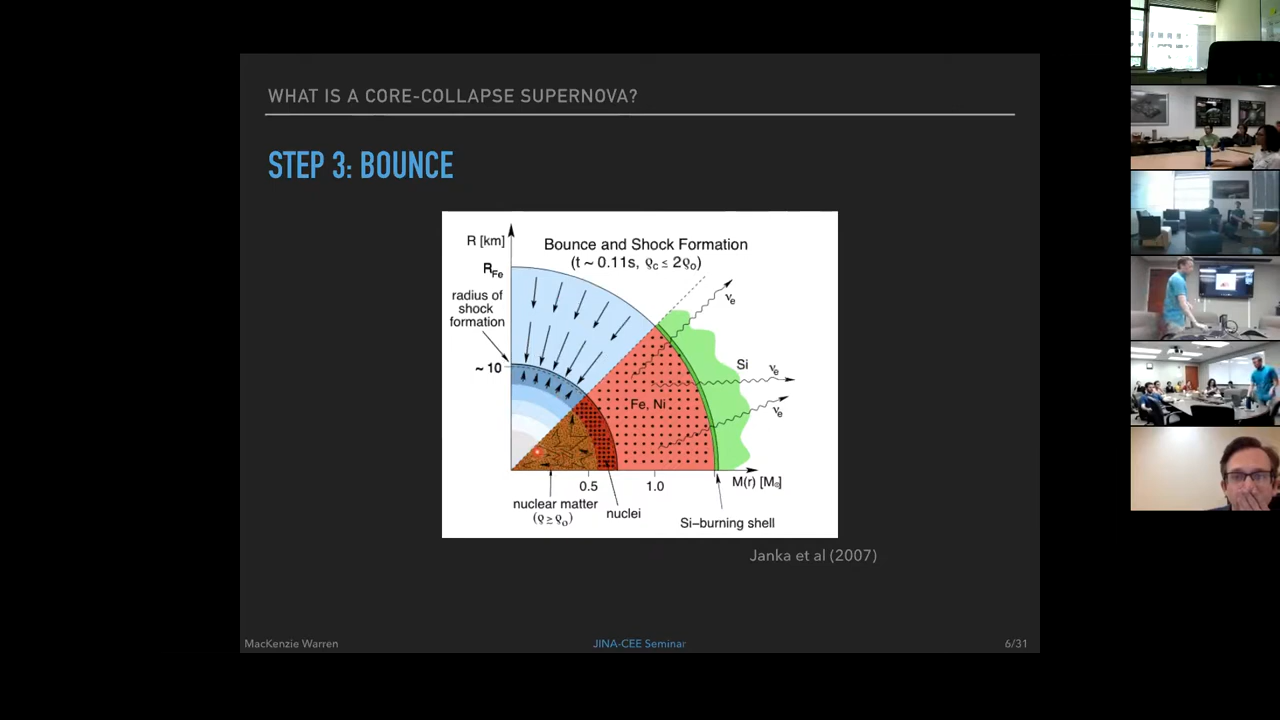 WHAT IS A CORE-COLLAPSE SUPERNOVA?
STEP 3: BOUNCE
R [km]
Bounce and Shock Formation
(t ~ 0.11s, ϱc ≤ 2ϱo)
RFe
radius of
shock
formation
νe
~ 10
Si
νe
Fe, Ni
νe
0.5
1.0
M(r) [M⊙]
nuclear matter
(ϱ ≥ ϱo)
nuclei
Si–burning shell
Janka et al (2007)
MacKenzie Warren
JINA-CEE Seminar
6/31